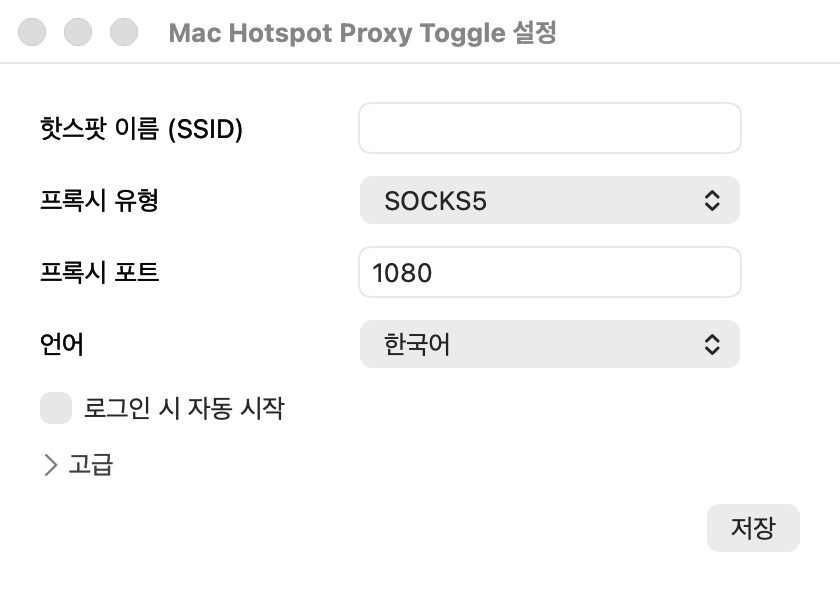 Mac Hotspot Proxy Toggle 설정
핫스팟 이름 (SSID)
프록시 유형 SOCKS5
프록시 포트 1080
언어 한국어
로그인 시 자동 시작
고급
저장